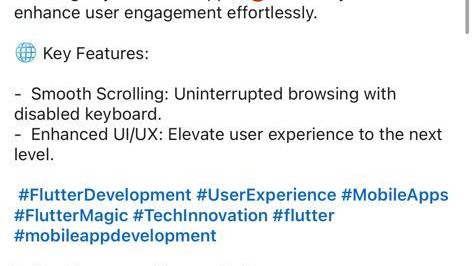 enhance user engagement effortlessly.
🌐 Key Features:
- Smooth Scrolling: Uninterrupted browsing with
disabled keyboard.
- Enhanced UI/UX: Elevate user experience to the next
level.
#FlutterDevelopment #UserExperience #MobileApps
#FlutterMagic #TechInnovation #flutter
#mobileappdevelopment